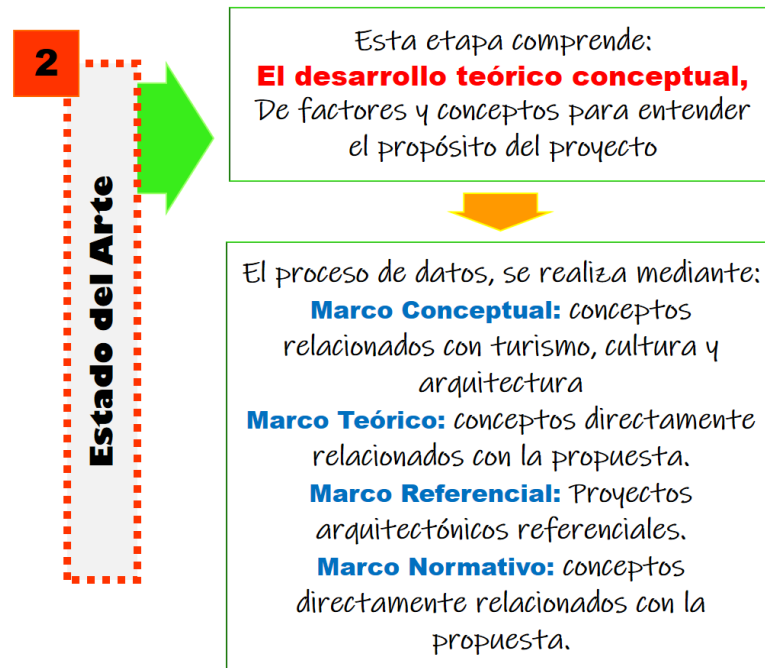 2
Estado del Arte
Esta etapa comprende:
El desarrollo teórico conceptual,
De factores y conceptos para entender
el propósito del proyecto
El proceso de datos, se realiza mediante:
Marco Conceptual: conceptos
relacionados con turismo, cultura y
arquitectura
Marco Teórico: conceptos directamente
relacionados con la propuesta.
Marco Referencial: Proyectos
arquitectónicos referenciales.
Marco Normativo: conceptos
directamente relacionados con la
propuesta.